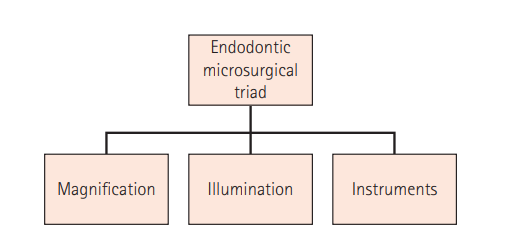 Endodontic
microsurgical
triad
Magnification
Illumination
Instruments